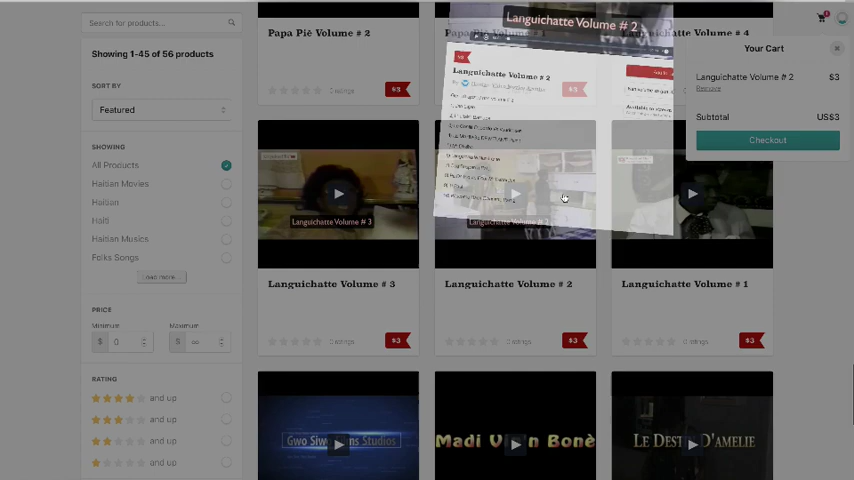 Search for products...
Showing 1-45 of 56 products
SORT BY
Featured
SHOWING
All Products
Haitian Movies
Haitian
Haiti
Haitian Musics
Folks Songs
Load more...
PRICE
Minimum
Maximum
$ 0
$ ∞
RATING
and up
and up
and up
and up
Papa Piè Volume # 2
0 ratings
$3
Languichatte Volume # 2
$3
Languichatte Volume # 2
$3
$3
Languichatte Volume # 3
Languichatte Volume # 2
Languichatte Volume # 3
Languichatte Volume # 2
Languichatte Volume # 1
0 ratings
$3
0 ratings
$3
0 ratings
$3
Gwo Siwo Films Studios
Madi Bonè
LE DEST D'AMELIE
Your Cart
Languichatte Volume # 2
$3
Remove
Subtotal
US$3
Checkout